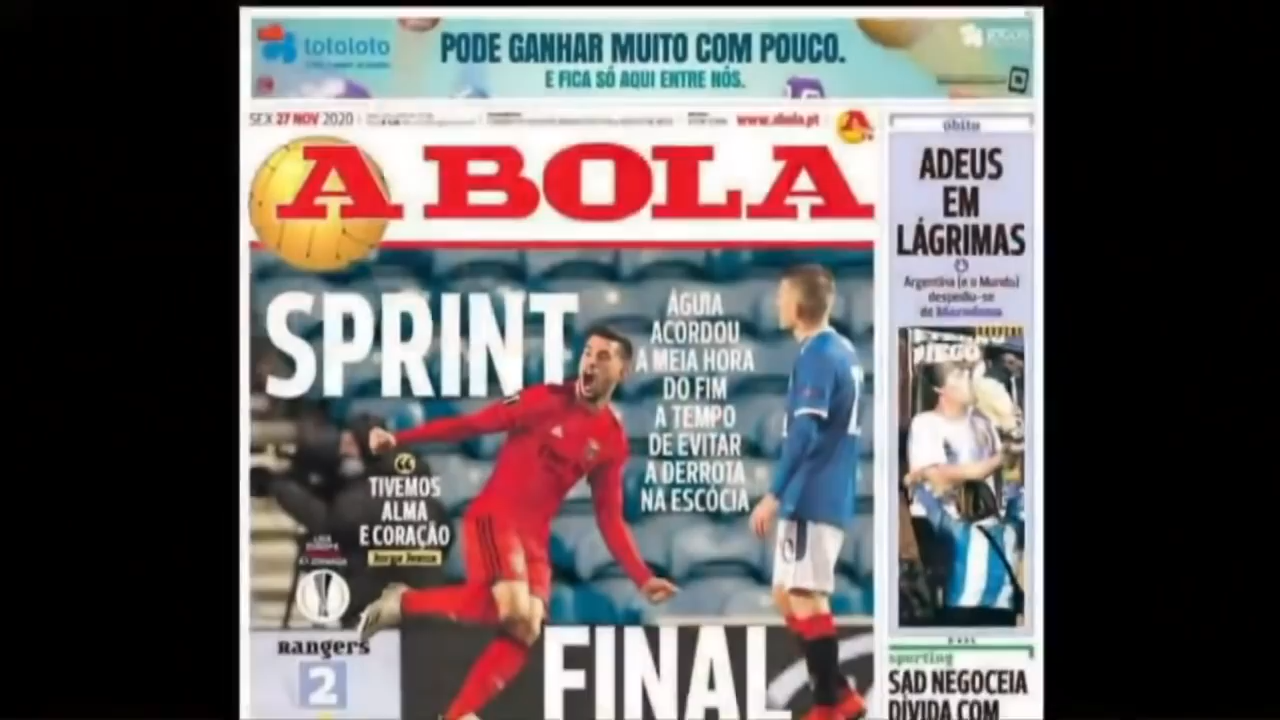 totoloto
PODE GANHAR MUITO COM POUCO.
E FICA SÓ AQUI ENTRE NÓS.
SEX 27 NOV 2020
www.abola.pt
A BOLA
SPRINT
ÁGUIA
ACORDOU
A MEIA HORA
DO FIM
A TEMPO
DE EVITAR
A DERROTA
NA ESCÓCIA
TIVEMOS
ALMA
E CORAÇÃO
Jorge Jesus
Rangers
2
FINAL
óbito
ADEUS
EM
LÁGRIMAS
Argentina (e o Mundo)
despediu-se
de Maradona
DIEGO
sporting
SAD NEGOCEIA
DÍVIDA COM